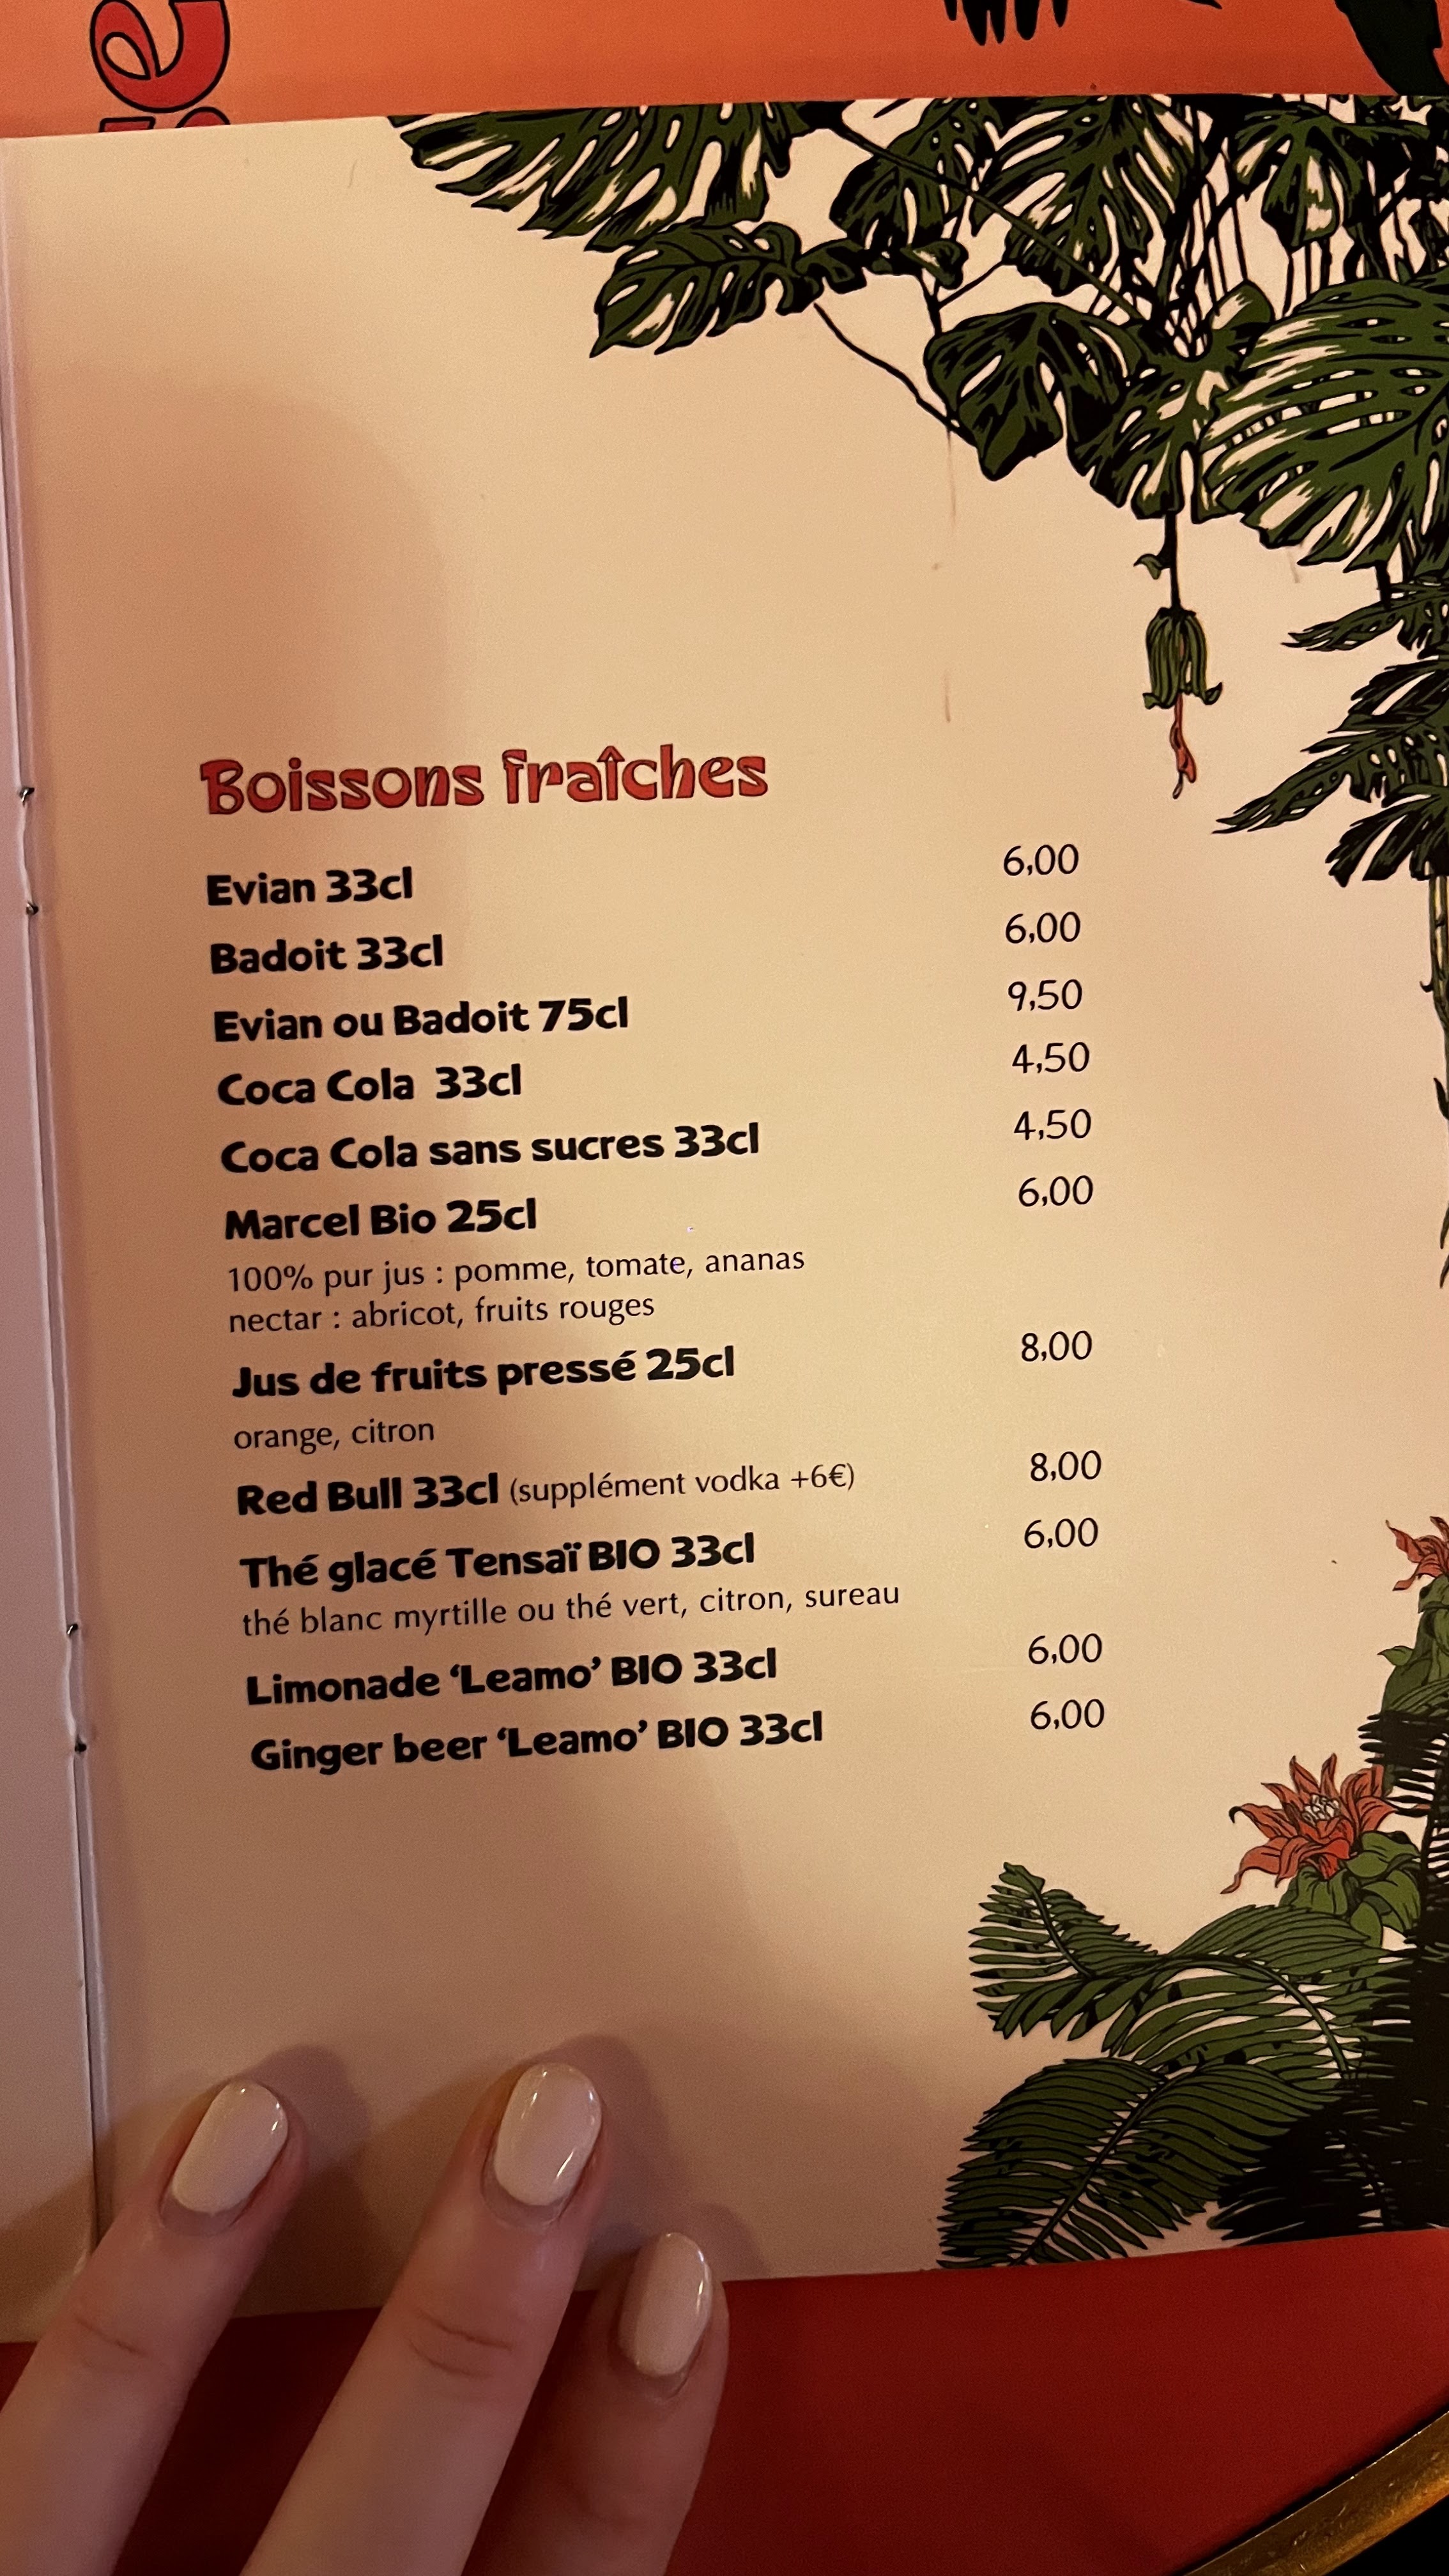 Boissons fraîches
Evian 33cl 6,00
Badoit 33cl 6,00
Evian ou Badoit 75cl 9,50
Coca Cola 33cl 4,50
Coca Cola sans sucres 33cl 4,50
Marcel Bio 25cl 6,00
100% pur jus : pomme, tomate, ananas
nectar : abricot, fruits rouges
Jus de fruits pressé 25cl 8,00
orange, citron
Red Bull 33cl (supplément vodka +6€) 8,00
Thé glacé Tensaï BIO 33cl 6,00
thé blanc myrtille ou thé vert, citron, sureau
Limonade ‘Leamo’ BIO 33cl 6,00
Ginger beer ‘Leamo’ BIO 33cl 6,00